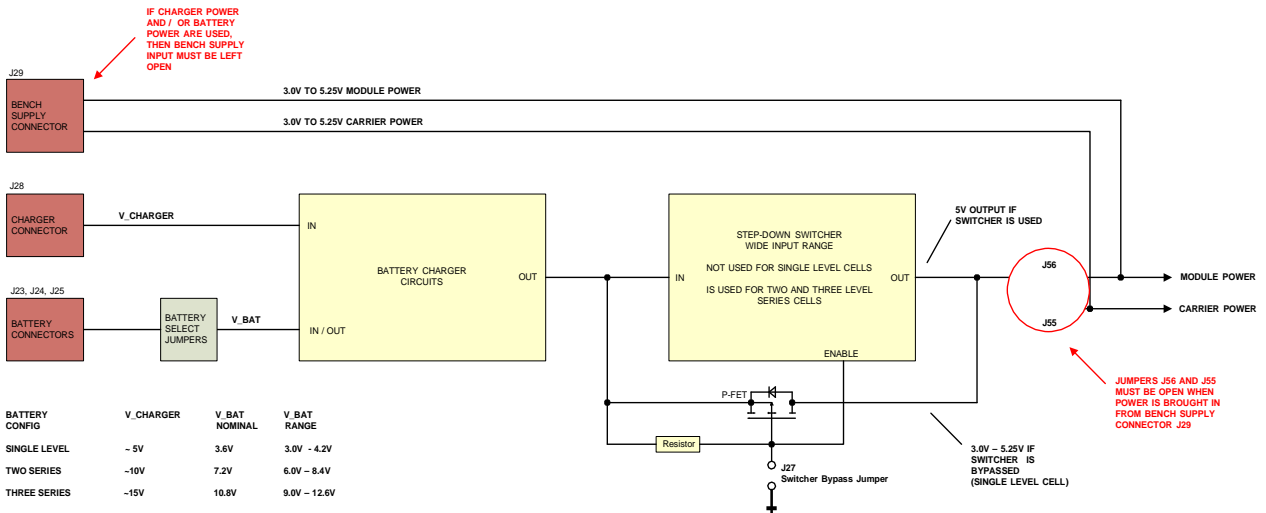 IF CHARGER POWER
AND / OR BATTERY
POWER ARE USED,
THEN BENCH SUPPLY
INPUT MUST BE LEFT
OPEN
J29
BENCH
SUPPLY
CONNECTOR
3.0V TO 5.25V MODULE POWER
3.0V TO 5.25V CARRIER POWER
J28
CHARGER
CONNECTOR
V_CHARGER
IN
BATTERY CHARGER
CIRCUITS
OUT
IN / OUT
J23, J24, J25
BATTERY
CONNECTORS
BATTERY
SELECT
JUMPERS
V_BAT
STEP-DOWN SWITCHER
WIDE INPUT RANGE
NOT USED FOR SINGLE LEVEL CELLS
IS USED FOR TWO AND THREE LEVEL
SERIES CELLS
IN
OUT
ENABLE
5V OUTPUT IF
SWITCHER IS USED
J56
J55
MODULE POWER
CARRIER POWER
JUMPERS J56 AND J55
MUST BE OPEN WHEN
POWER IS BROUGHT IN
FROM BENCH SUPPLY
CONNECTOR J29
P-FET
Resistor
J27
Switcher Bypass Jumper
3.0V – 5.25V IF
SWITCHER IS
BYPASSED
(SINGLE LEVEL CELL)
BATTERY CONFIG V_CHARGER V_BAT NOMINAL V_BAT RANGE
SINGLE LEVEL ~ 5V 3.6V 3.0V - 4.2V
TWO SERIES ~10V 7.2V 6.0V – 8.4V
THREE SERIES ~15V 10.8V 9.0V – 12.6V